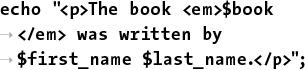 echo "<p>The book <em>$book
→ </em> was written by
→ $first_name $last_name.</p>";